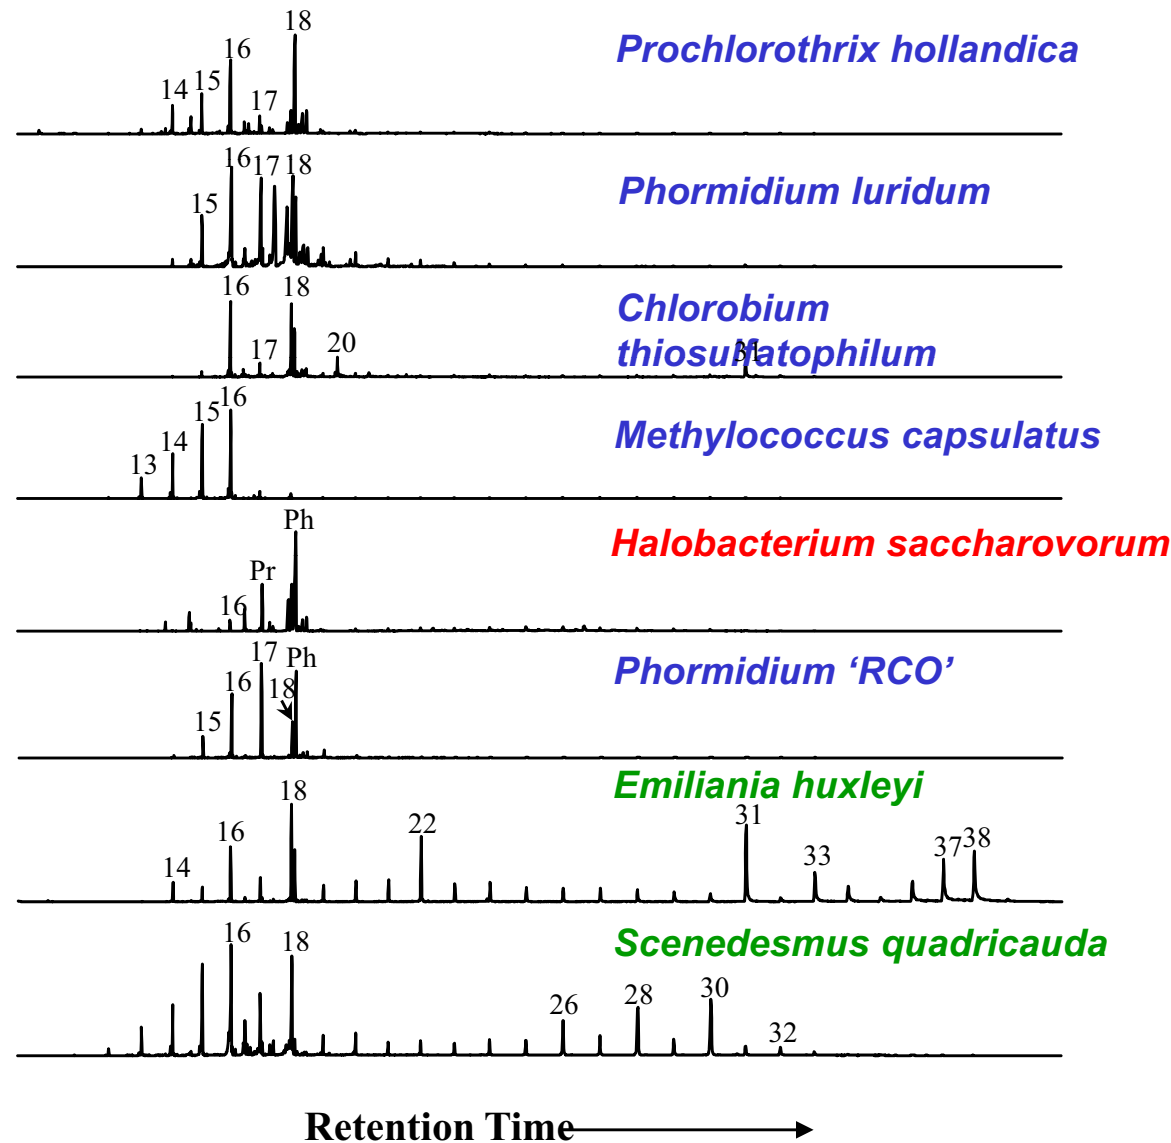 18
16
14
15
17
Prochlorothrix hollandica
16
17
18
15
Phormidium luridum
16
18
17
20
31
Chlorobium
thiosulfatophilum
16
15
14
13
Methylococcus capsulatus
Ph
Pr
16
Halobacterium saccharovorum
17
Ph
16
18
15
Phormidium ‘RCO’
Emiliania huxleyi
18
22
31
16
14
33
37
38
Scenedesmus quadricauda
16
18
26
28
30
32
Retention Time